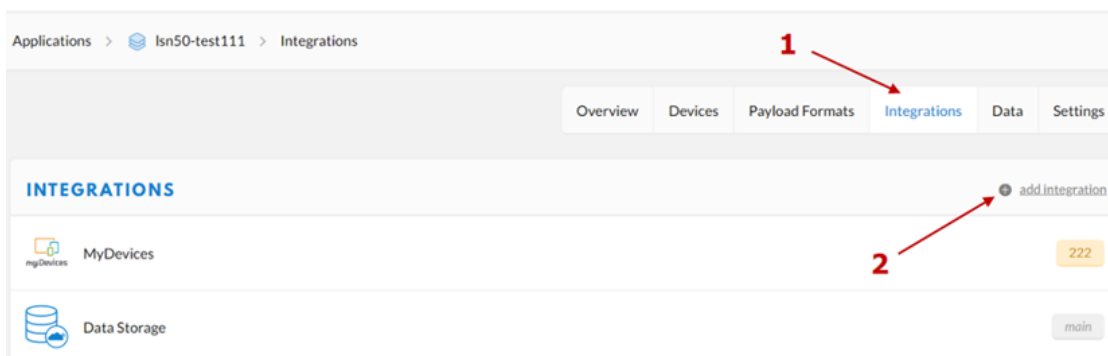 Applications > lsn50-test111 > Integrations
1
Overview Devices Payload Formats Integrations Data Settings
INTEGRATIONS
add integration
myDevices
MyDevices
222
2
Data Storage
main